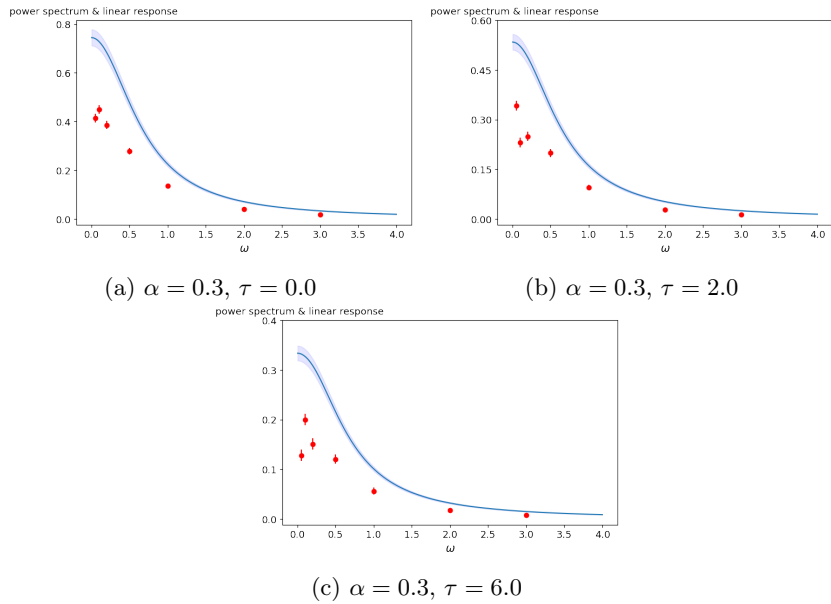 power spectrum & linear response
0.8
0.6
0.4
0.2
0.0
0.0 0.5 1.0 1.5 2.0 2.5 3.0 3.5 4.0
ω
(a) α = 0.3, τ = 0.0
power spectrum & linear response
0.60
0.45
0.30
0.15
0.00
0.0 0.5 1.0 1.5 2.0 2.5 3.0 3.5 4.0
ω
(b) α = 0.3, τ = 2.0
power spectrum & linear response
0.4
0.3
0.2
0.1
0.0
0.0 0.5 1.0 1.5 2.0 2.5 3.0 3.5 4.0
ω
(c) α = 0.3, τ = 6.0